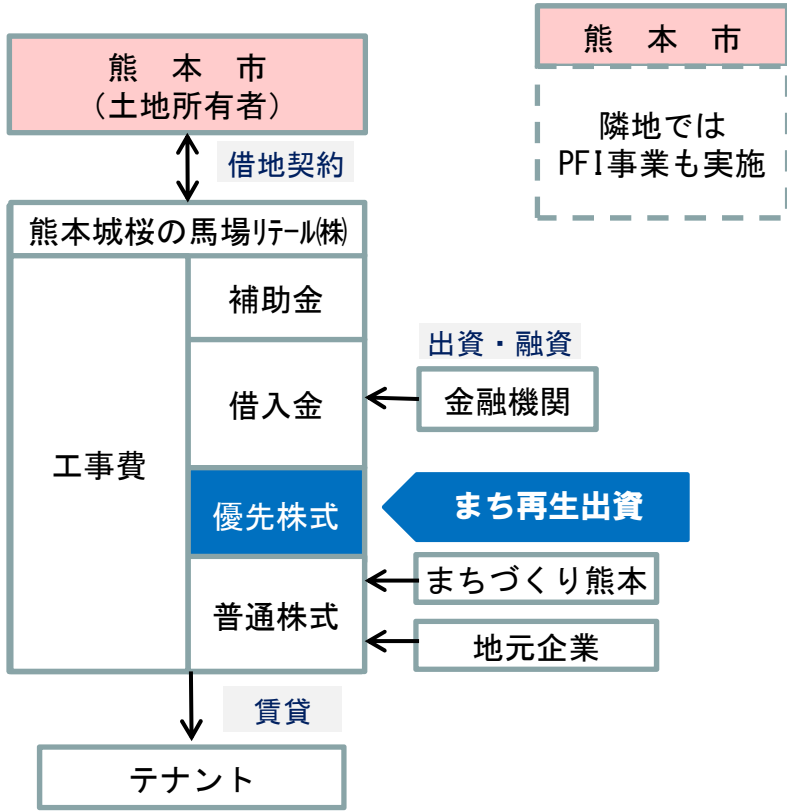 熊　本　市
(土地所有者)
借地契約
熊本城桜の馬場ﾘﾃｰﾙ㈱
工事費
補助金
借入金
優先株式
普通株式
出資・融資
金融機関
まち再生出資
まちづくり熊本
地元企業
賃貸
テナント
熊　本　市
隣地では
PFI事業も実施